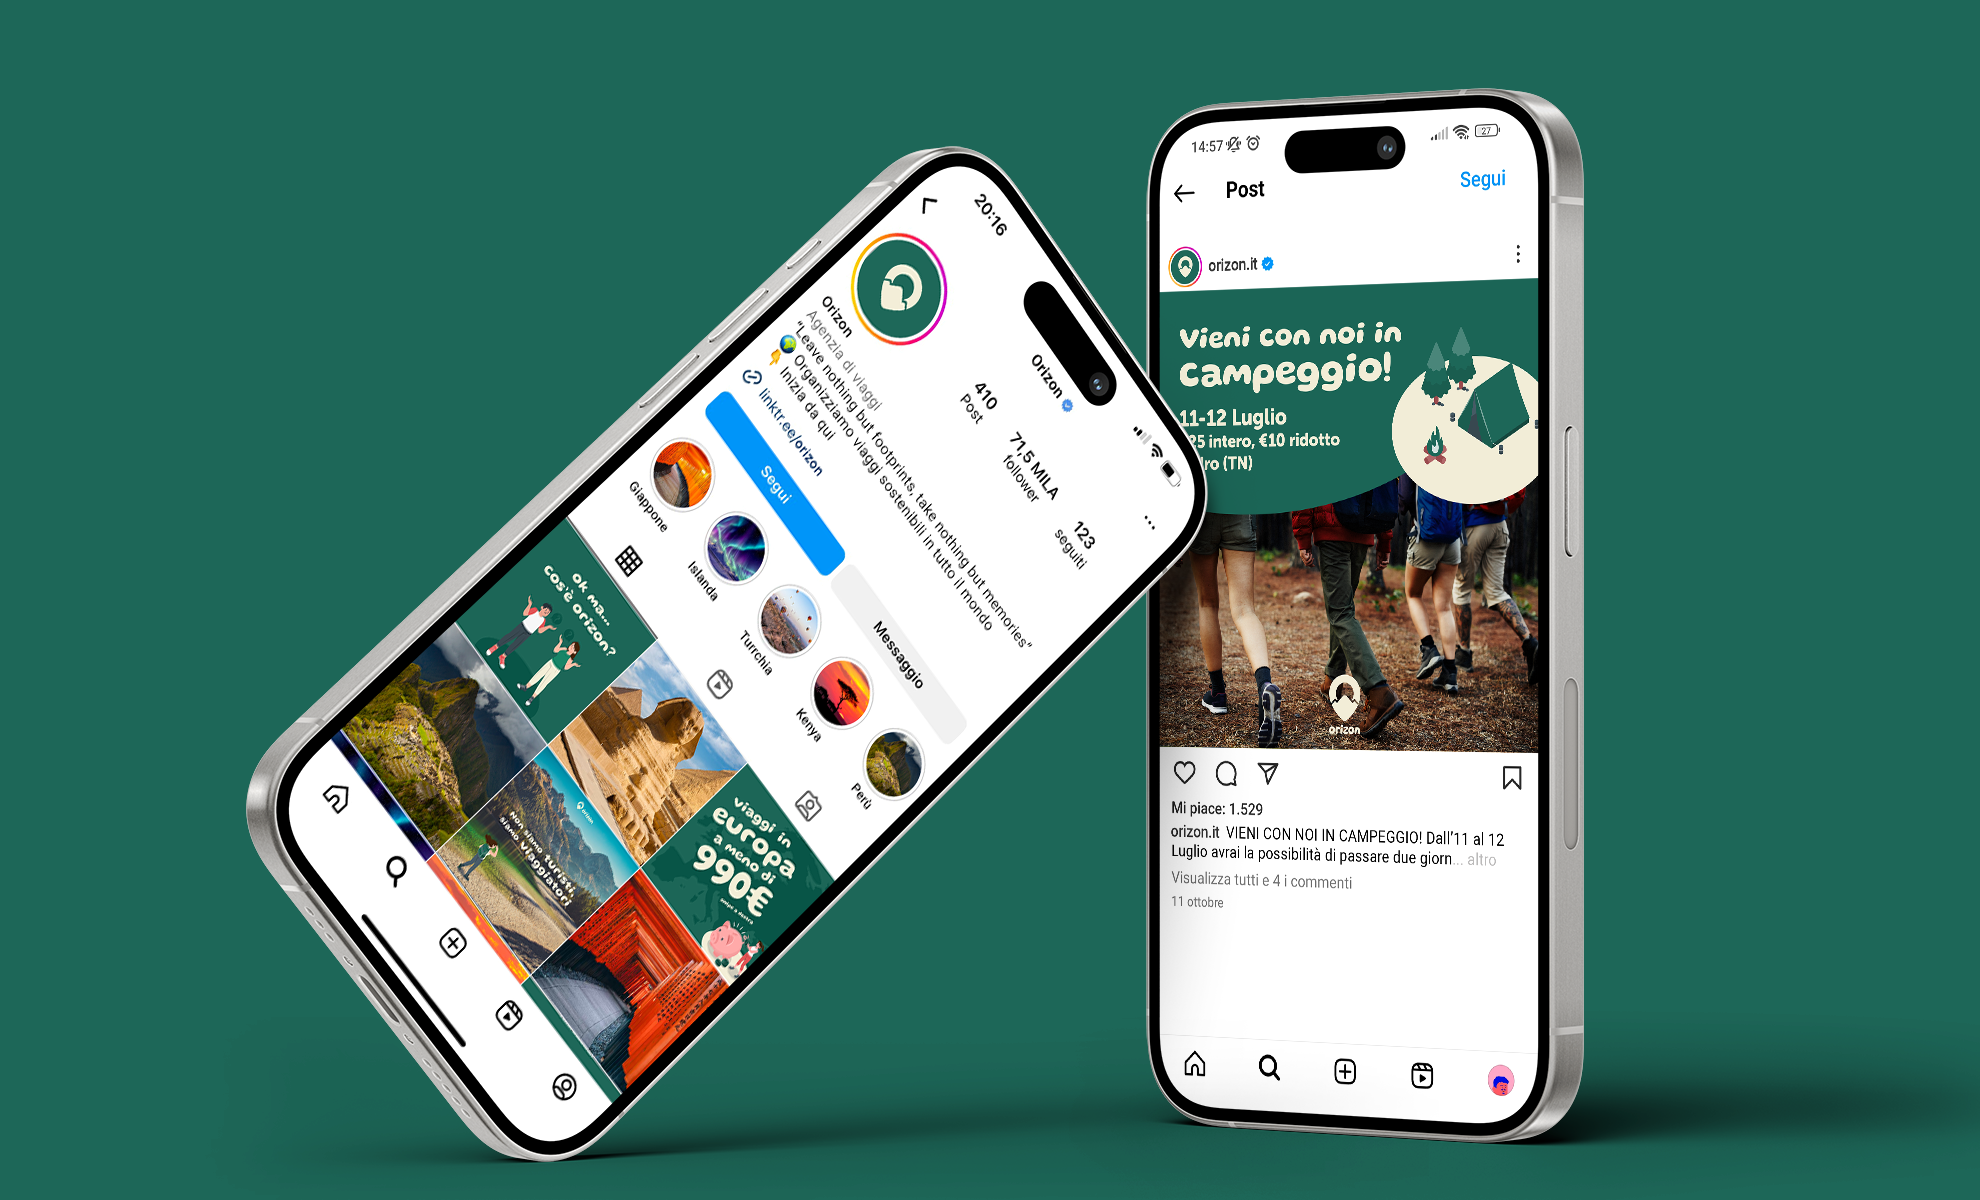 20:16
Orizon
410
Post
71,5 MILA
follower
123
seguiti
Orizon
Agenzia di viaggi
"Leave nothing but footprints, take nothing but memories"
Organizziamo viaggi sostenibili in tutto il mondo
Inizia da qui
linktr.ee/orizon
Segui
Messaggio
Giappone
Islanda
Turrchia
Kenya
Perù
ok ma...
cos'è orizon?
orizon
Non siamo turisti,
siamo viaggiatori
viaggi in
europa
a meno di
990€
14:57
27
Post
Segui
orizon.it
Vieni con noi in
campeggio!
11-12 Luglio
25 intero, €10 ridotto
ro (TN)
orizon
Mi piace: 1.529
orizon.it VIENI CON NOI IN CAMPEGGIO! Dall'11 al 12
Luglio avrai la possibilità di passare due giorn... altro
Visualizza tutti e 4 i commenti
11 ottobre